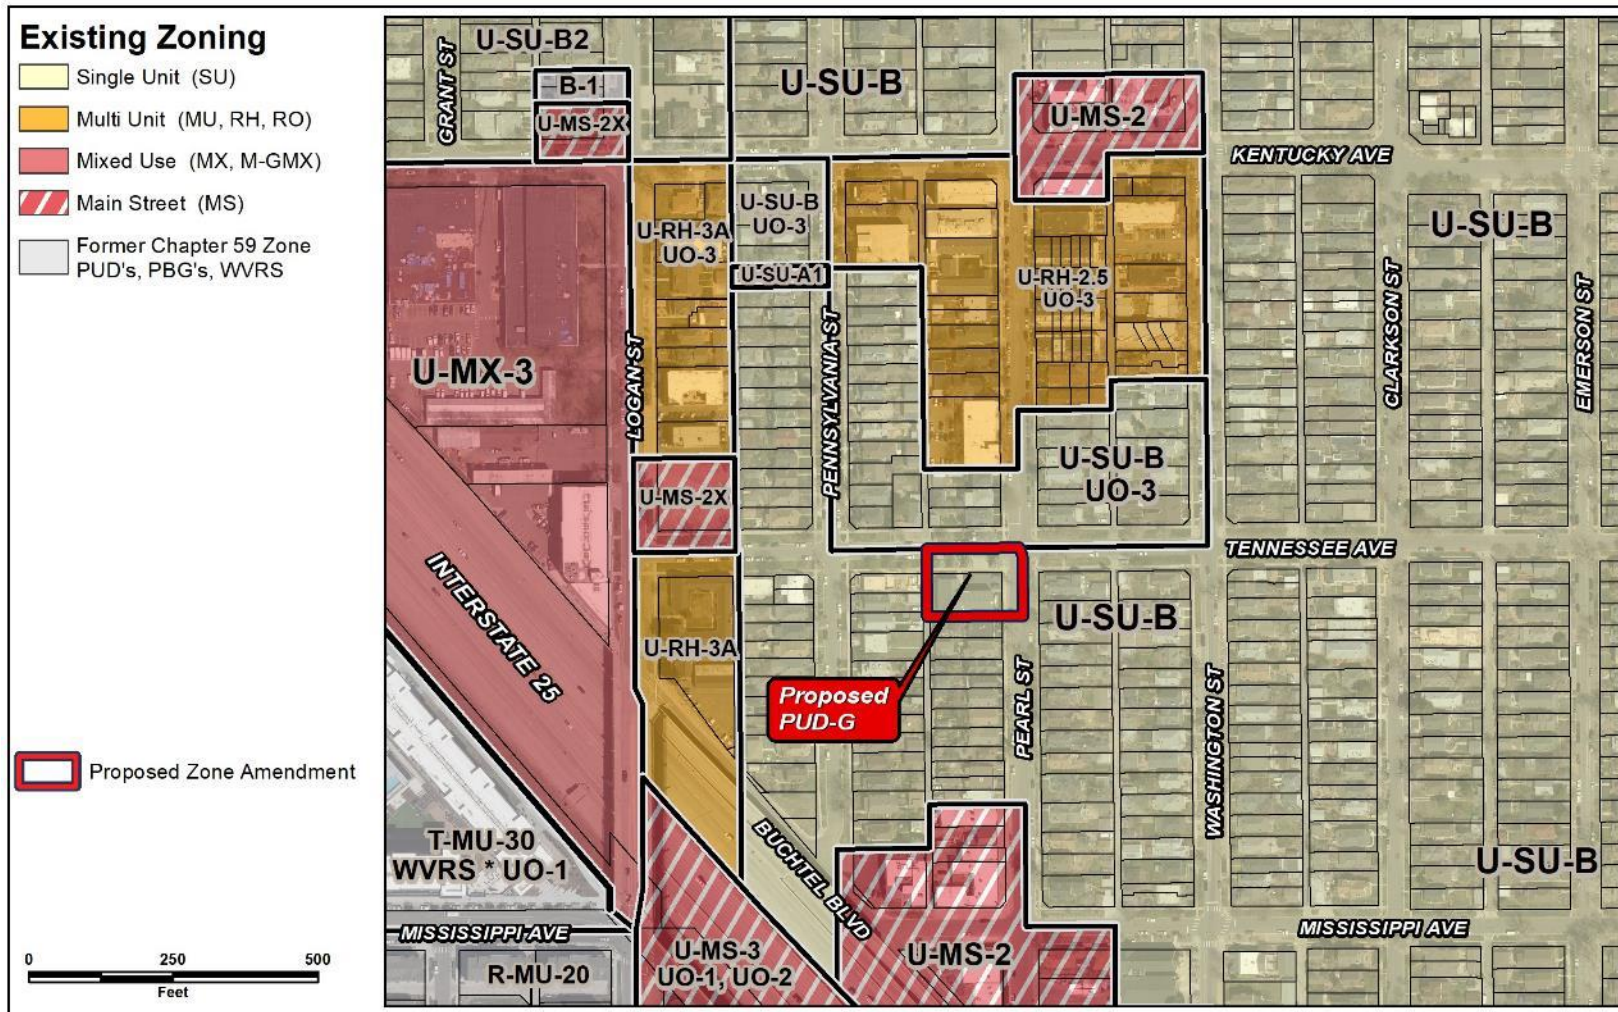 Existing Zoning
Single Unit (SU)
Multi Unit (MU, RH, RO)
Mixed Use (MX, M-GMX)
Main Street (MS)
Former Chapter 59 Zone
PUD's, PBG's, WVRS
Proposed Zone Amendment
0 250 500
Feet
GRANT ST
U-SU-B2
B-1
U-MS-2X
U-SU-B
U-MS-2
KENTUCKY AVE
U-RH-3A
UO-3
U-SU-B
UO-3
U-SU-A1
U-RH-2.5
UO-3
U-SU-B
U-MX-3
LOGAN ST
PENNSYLVANIA ST
CLARKSON ST
EMERSON ST
U-MS-2X
U-SU-B
UO-3
TENNESSEE AVE
INTERSTATE 25
U-RH-3A
U-SU-B
Proposed
PUD-G
PEARL ST
WASHINGTON ST
T-MU-30
WVRS * UO-1
BUCHTEL BLVD
U-SU-B
MISSISSIPPI AVE
MISSISSIPPI AVE
R-MU-20
U-MS-3
UO-1, UO-2
U-MS-2